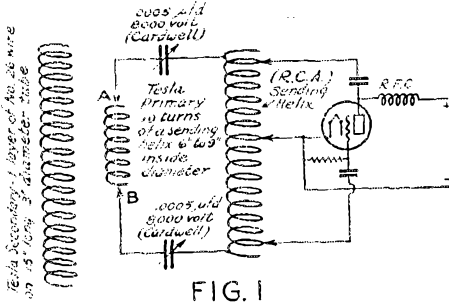 Tesla Secondary-1 layer of No. 26 wire
on 15" long, 3" diameter tube
.0005 μfd
8000 volt
(Cardwell)
A
B
Tesla
Primary
10 turns
of a sending
helix 6" to 9"
inside
diameter
.0005 μfd
8,000 volt
(Cardwell)
(R.C.A.)
Sending
Helix
R.F.C.
+
-
FIG. 1